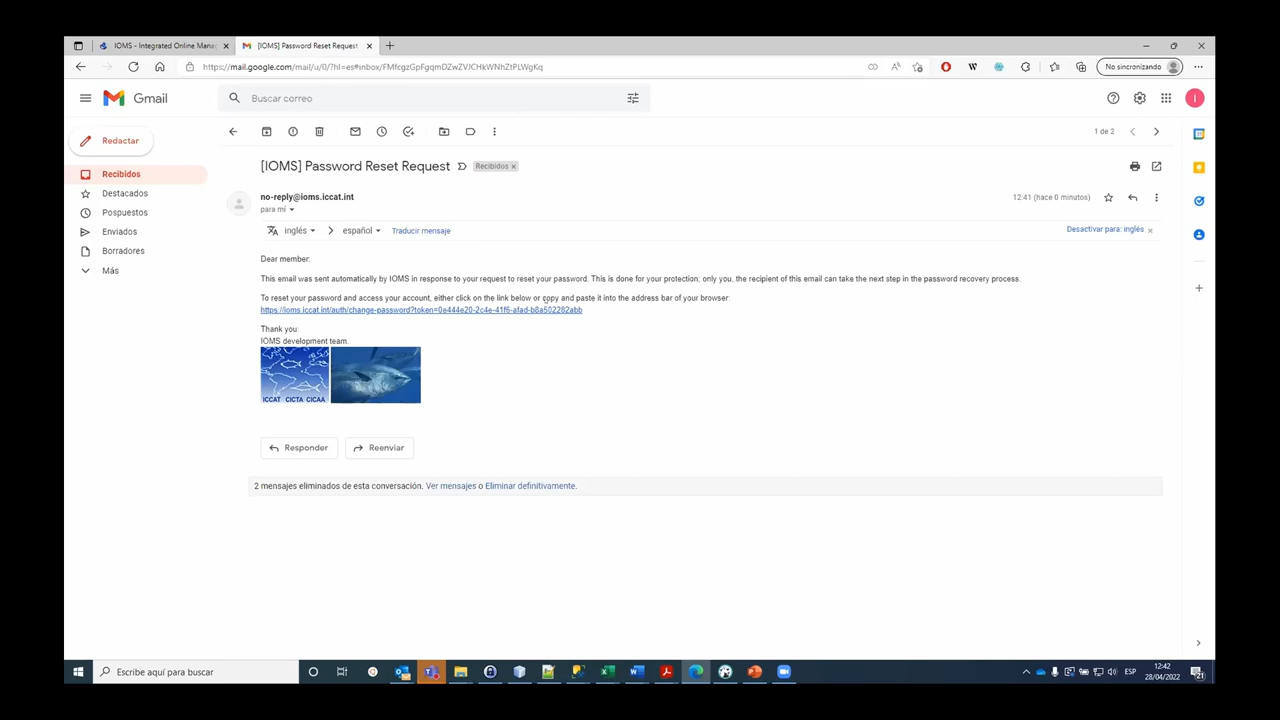 IOMS - Integrated Online Mana
[IOMS] Password Reset Request
https://mail.google.com/mail/u/0/?hl=es#inbox/FMfcgzGpFgqmDZwZVJCHkWNhZtPLWgKq
No sincronizando
Gmail
Buscar correo
I
Redactar
1 de 2
[IOMS] Password Reset Request
Recibidos x
Recibidos
Destacados
no-reply@ioms.iccat.int
12:41 (hace 0 minutos)
para mí
Pospuestos
Enviados
inglés
español
Traducir mensaje
Desactivar para: inglés x
Borradores
Más
Dear member:
This email was sent automatically by IOMS in response to your request to reset your password. This is done for your protection; only you, the recipient of this email can take the next step in the password recovery process.
To reset your password and access your account, either click on the link below or copy and paste it into the address bar of your browser:
https://ioms.iccat.int/auth/change-password?token=0e444e20-2c4e-41f6-afad-b8a502282abb
Thank you:
IOMS development team.
ICCAT CICTA CICAA
Responder
Reenviar
2 mensajes eliminados de esta conversación. Ver mensajes o Eliminar definitivamente.
Escribe aquí para buscar
ESP
12:42
28/04/2022
21